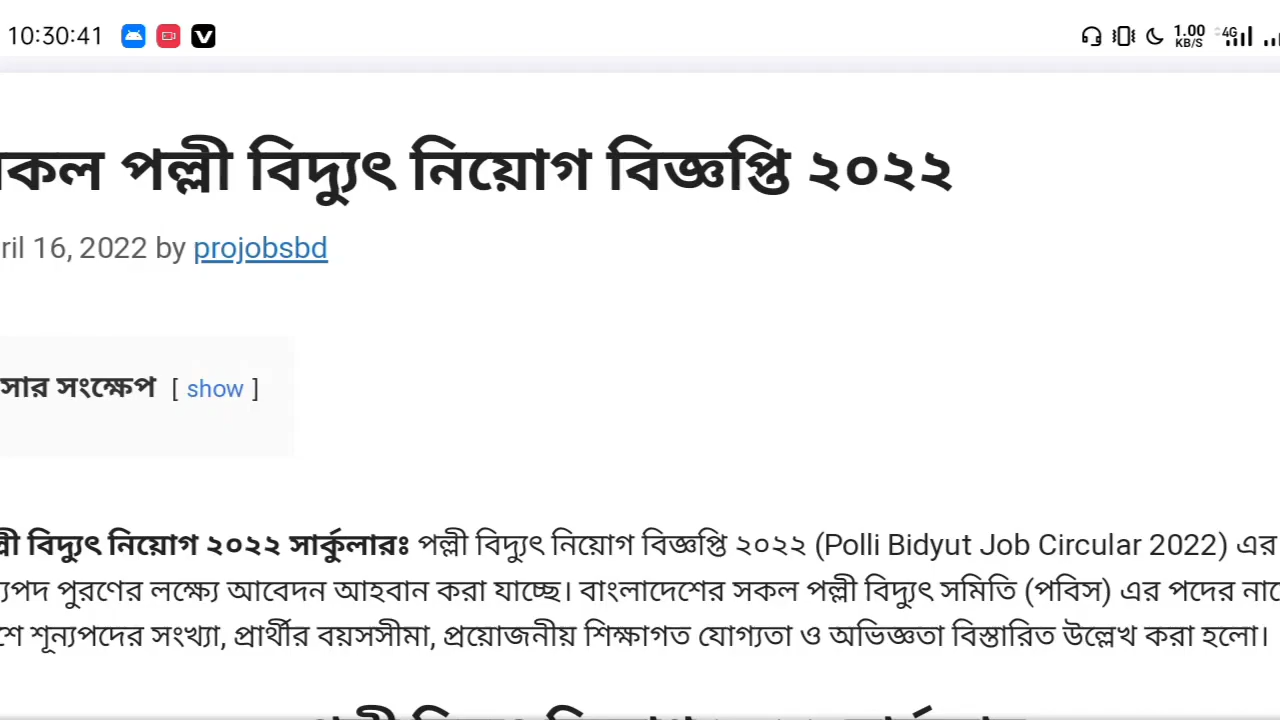 10:30:41 1.00 KB/S 4G
সকল পল্লী বিদ্যুৎ নিয়োগ বিজ্ঞপ্তি ২০২২
ril 16, 2022 by projobsbd
সার সংক্ষেপ [ show ]
ল্লী বিদ্যুৎ নিয়োগ ২০২২ সার্কুলারঃ পল্লী বিদ্যুৎ নিয়োগ বিজ্ঞপ্তি ২০২২ (Polli Bidyut Job Circular 2022) এর
্যপদ পুরণের লক্ষ্যে আবেদন আহবান করা যাচ্ছে। বাংলাদেশের সকল পল্লী বিদ্যুৎ সমিতি (পবিস) এর পদের
শূন্যপদের সংখ্যা, প্রার্থীর বয়সসীমা, প্রয়োজনীয় শিক্ষাগত যোগ্যতা ও অভিজ্ঞতা বিস্তারিত উল্লেখ করা হলো।